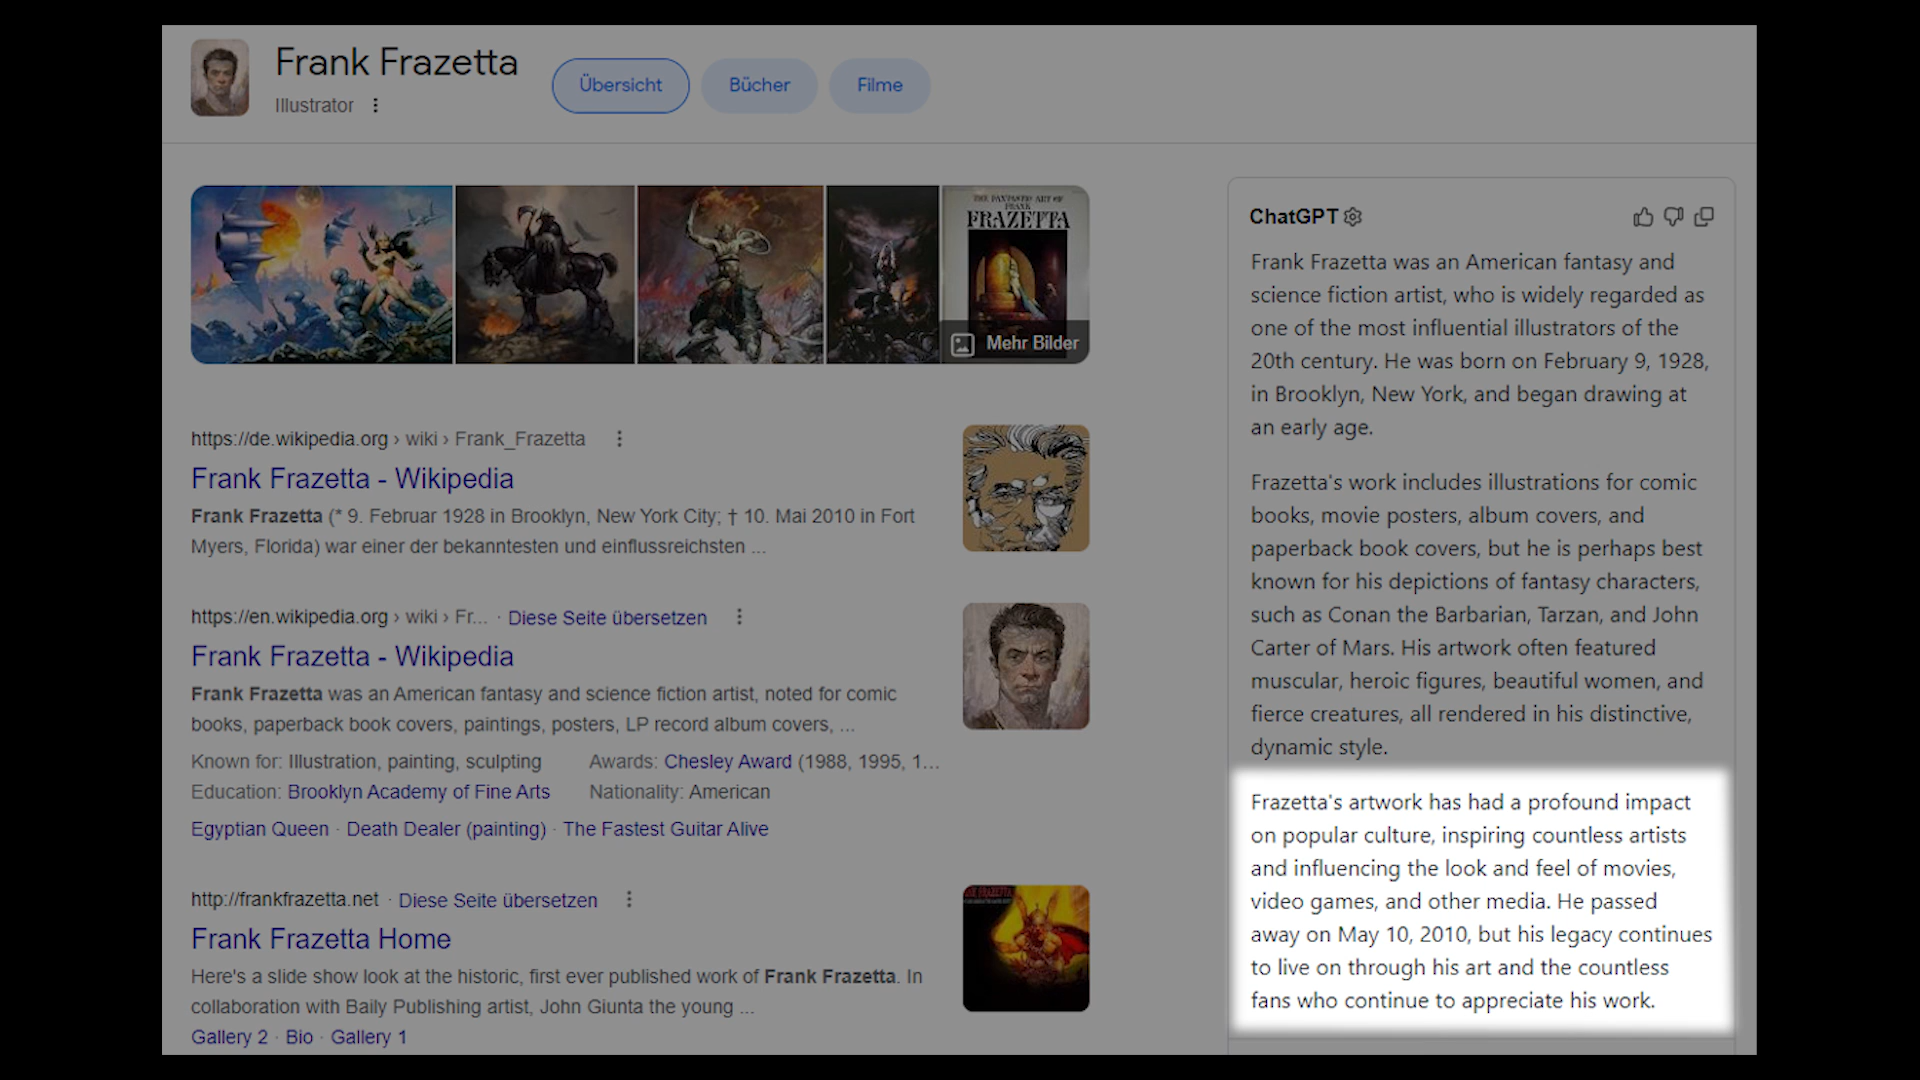 Frank Frazetta
Illustrator
Übersicht
Bücher
Filme
THE FANTASTIC ART OF
FRANK
FRAZETTA
Mehr Bilder
https://de.wikipedia.org › wiki › Frank_Frazetta
Frank Frazetta - Wikipedia
Frank Frazetta (* 9. Februar 1928 in Brooklyn, New York City; † 10. Mai 2010 in Fort
Myers, Florida) war einer der bekanntesten und einflussreichsten ...
https://en.wikipedia.org › wiki › Fr... · Diese Seite übersetzen
Frank Frazetta - Wikipedia
Frank Frazetta was an American fantasy and science fiction artist, noted for comic
books, paperback book covers, paintings, posters, LP record album covers, ...
Known for: Illustration, painting, sculpting
Awards: Chesley Award (1988, 1995, 1...
Education: Brooklyn Academy of Fine Arts
Nationality: American
Egyptian Queen · Death Dealer (painting) · The Fastest Guitar Alive
http://frankfrazetta.net · Diese Seite übersetzen
Frank Frazetta Home
Here's a slide show look at the historic, first ever published work of Frank Frazetta. In
collaboration with Baily Publishing artist, John Giunta the young ...
Gallery 2 · Bio · Gallery 1
ChatGPT
Frank Frazetta was an American fantasy and
science fiction artist, who is widely regarded as
one of the most influential illustrators of the
20th century. He was born on February 9, 1928,
in Brooklyn, New York, and began drawing at
an early age.
Frazetta's work includes illustrations for comic
books, movie posters, album covers, and
paperback book covers, but he is perhaps best
known for his depictions of fantasy characters,
such as Conan the Barbarian, Tarzan, and John
Carter of Mars. His artwork often featured
muscular, heroic figures, beautiful women, and
fierce creatures, all rendered in his distinctive,
dynamic style.
Frazetta's artwork has had a profound impact
on popular culture, inspiring countless artists
and influencing the look and feel of movies,
video games, and other media. He passed
away on May 10, 2010, but his legacy continues
to live on through his art and the countless
fans who continue to appreciate his work.